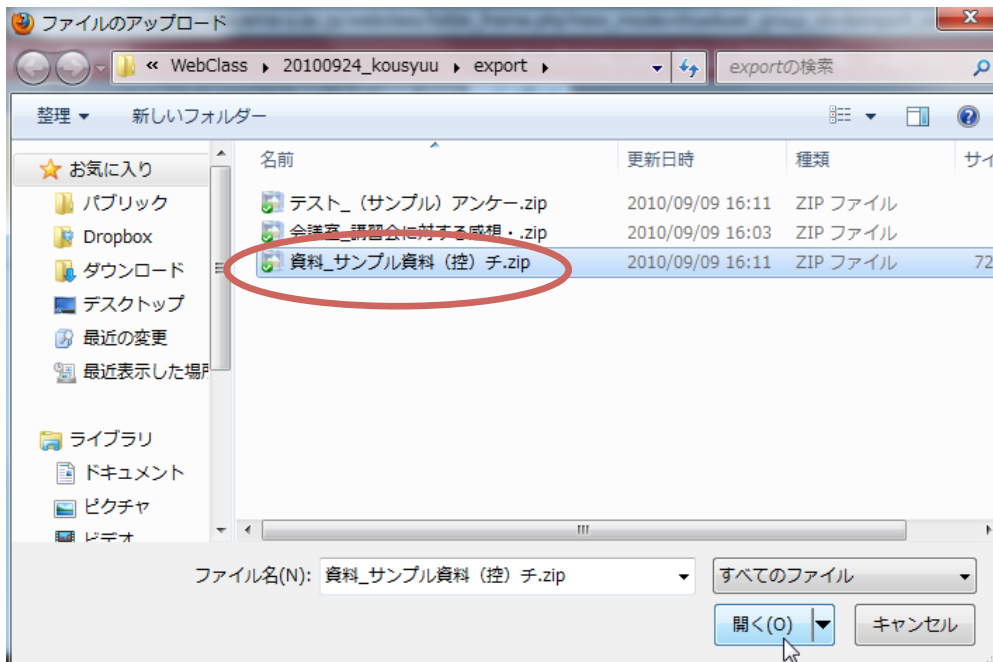 ファイルのアップロード
« WebClass ▸ 20100924_kousyuu ▸ export ▸
exportの検索
整理 ▼ 新しいフォルダー
お気に入り
パブリック
Dropbox
ダウンロード
デスクトップ
最近の変更
最近表示した場所
ライブラリ
ドキュメント
ピクチャ
ビデオ
名前 更新日時 種類 サイ
テスト_（サンプル）アンケー.zip 2010/09/09 16:11 ZIP ファイル
会議室_講習会に対する感想・.zip 2010/09/09 16:03 ZIP ファイル
資料_サンプル資料（控）チ.zip 2010/09/09 16:11 ZIP ファイル 72
ファイル名(N): 資料_サンプル資料（控）チ.zip すべてのファイル
開く(O) キャンセル